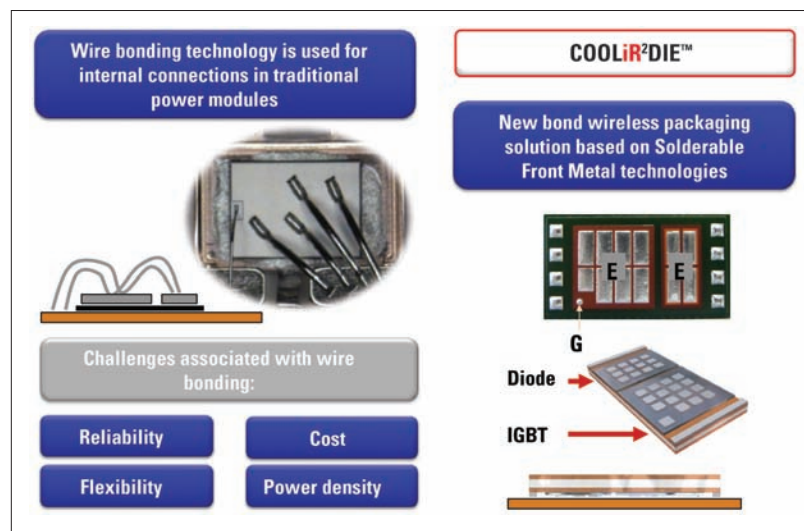 Wire bonding technology is used for
internal connections in traditional
power modules
Challenges associated with wire
bonding:
Reliability
Cost
Flexibility
Power density
COOLiR²DIE™
New bond wireless packaging
solution based on Solderable
Front Metal technologies
E
E
G
Diode
IGBT